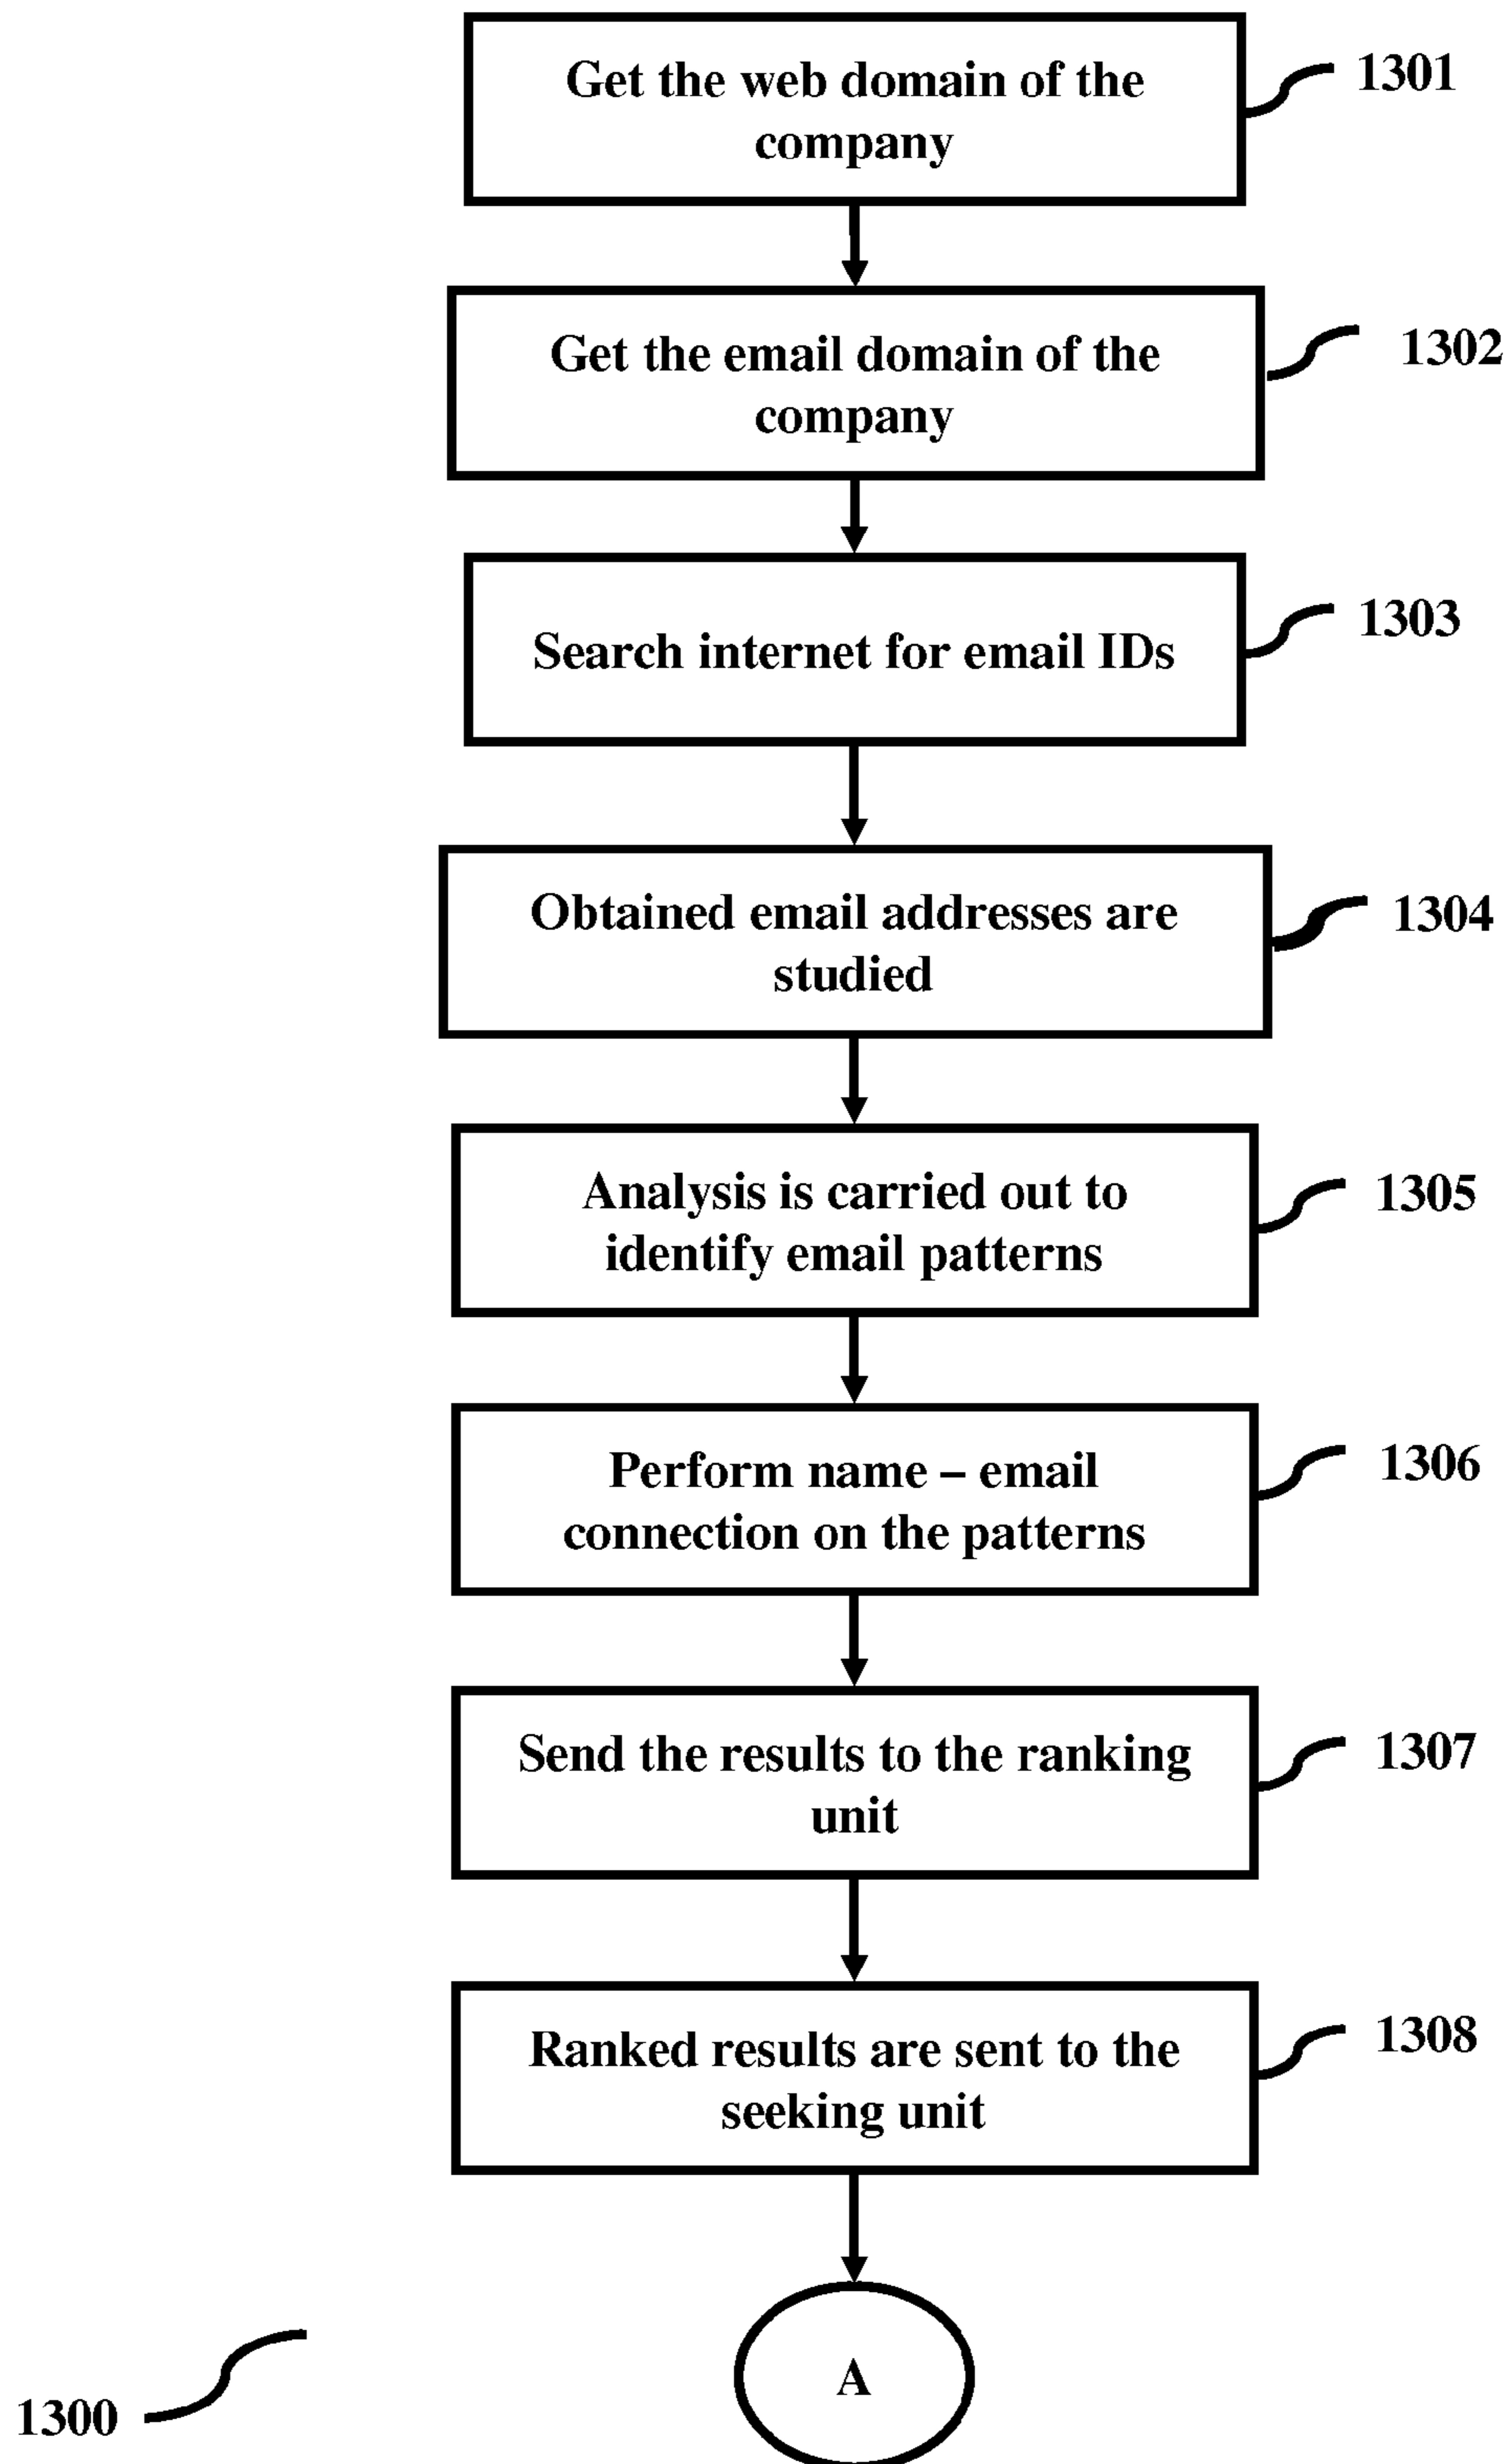 Get the web domain of the
company
1301
Get the email domain of the
company
1302
Search internet for email IDs
1303
Obtained email addresses are
studied
1304
Analysis is carried out to
identify email patterns
1305
Perform name – email
connection on the patterns
1306
Send the results to the ranking
unit
1307
Ranked results are sent to the
seeking unit
1308
A
1300